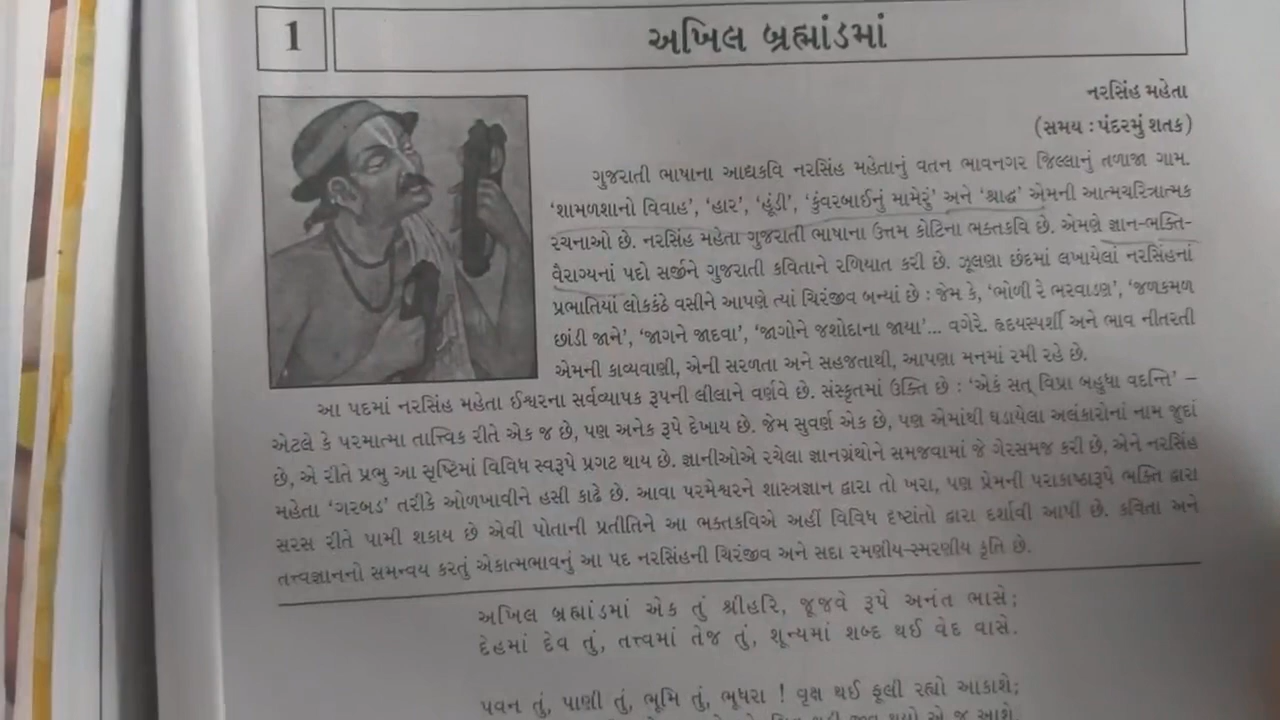 1
અખિલ બ્રહ્માંડમાં
નરસિંહ મહેતા
(સમય : પંદરમું શતક)
ગુજરાતી ભાષાના આદ્યકવિ નરસિંહ મહેતાનું વતન ભાવનગર જિલ્લાનું તળાજા ગામ.
‘શામળશાનો વિવાહ’, ‘હાર’, ‘હૂંડી’, ‘કુંવરબાઈનું મામેરું’ અને ‘શ્રાદ્ધ’ એમની આત્મચરિત્રાત્મક
રચનાઓ છે. નરસિંહ મહેતા ગુજરાતી ભાષાના ઉત્તમ કોટિના ભક્તકવિ છે. એમણે જ્ઞાન-ભક્તિ-
વૈરાગ્યનાં પદો સર્જીને ગુજરાતી કવિતાને રળિયાત કરી છે. ઝૂલણા છંદમાં લખાયેલાં નરસિંહનાં
પ્રભાતિયાં લોકકંઠે વસીને આપણે ત્યાં ચિરંજીવ બન્યાં છે : જેમ કે, ‘ભોળી રે ભરવાડણ’, ‘જળકમળ
છાંડી જાને’, ‘જાગને જાદવા’, ‘જાગોને જશોદાના જાયા’... વગેરે. હૃદયસ્પર્શી અને ભાવ નીતરતી
એમની કાવ્યવાણી, એની સરળતા અને સહજતાથી, આપણા મનમાં રમી રહે છે.
આ પદમાં નરસિંહ મહેતા ઈશ્વરના સર્વવ્યાપક રૂપની લીલાને વર્ણવે છે. સંસ્કૃતમાં ઉક્તિ છે : ‘એકં સત્ વિપ્રા બહુધા વદન્તિ’ –
એટલે કે પરમાત્મા તાત્ત્વિક રીતે એક જ છે, પણ અનેક રૂપે દેખાય છે. જેમ સુવર્ણ એક છે, પણ એમાંથી ઘડાયેલા અલંકારોનાં નામ જુદાં
છે, એ રીતે પ્રભુ આ સૃષ્ટિમાં વિવિધ સ્વરૂપે પ્રગટ થાય છે. જ્ઞાનીઓએ રચેલા જ્ઞાનગ્રંથોને સમજવામાં જે ગેરસમજ કરી છે, એને નરસિંહ
મહેતા ‘ગરબડ’ તરીકે ઓળખાવીને હસી કાઢે છે. આવા પરમેશ્વરને શાસ્ત્રજ્ઞાન દ્વારા તો ખરા, પણ પ્રેમની પરાકાષ્ઠારૂપે ભક્તિ દ્વારા
સરસ રીતે પામી શકાય છે એવી પોતાની પ્રતીતિને આ ભક્તકવિએ અહીં વિવિધ દૃષ્ટાંતો દ્વારા દર્શાવી આપી છે. કવિતા અને
તત્ત્વજ્ઞાનનો સમન્વય કરતું એકાત્મભાવનું આ પદ નરસિંહની ચિરંજીવ અને સદા રમણીય-સ્મરણીય કૃતિ છે.
અખિલ બ્રહ્માંડમાં એક તું શ્રીહરિ, જૂજવે રૂપે અનંત ભાસે;
દેહમાં દેવ તું, તત્ત્વમાં તેજ તું, શૂન્યમાં શબ્દ થઈ વેદ વાસે.
પવન તું, પાણી તું, ભૂમિ તું, ભૂધરા ! વૃક્ષ થઈ ફૂલી રહ્યો આકાશે;